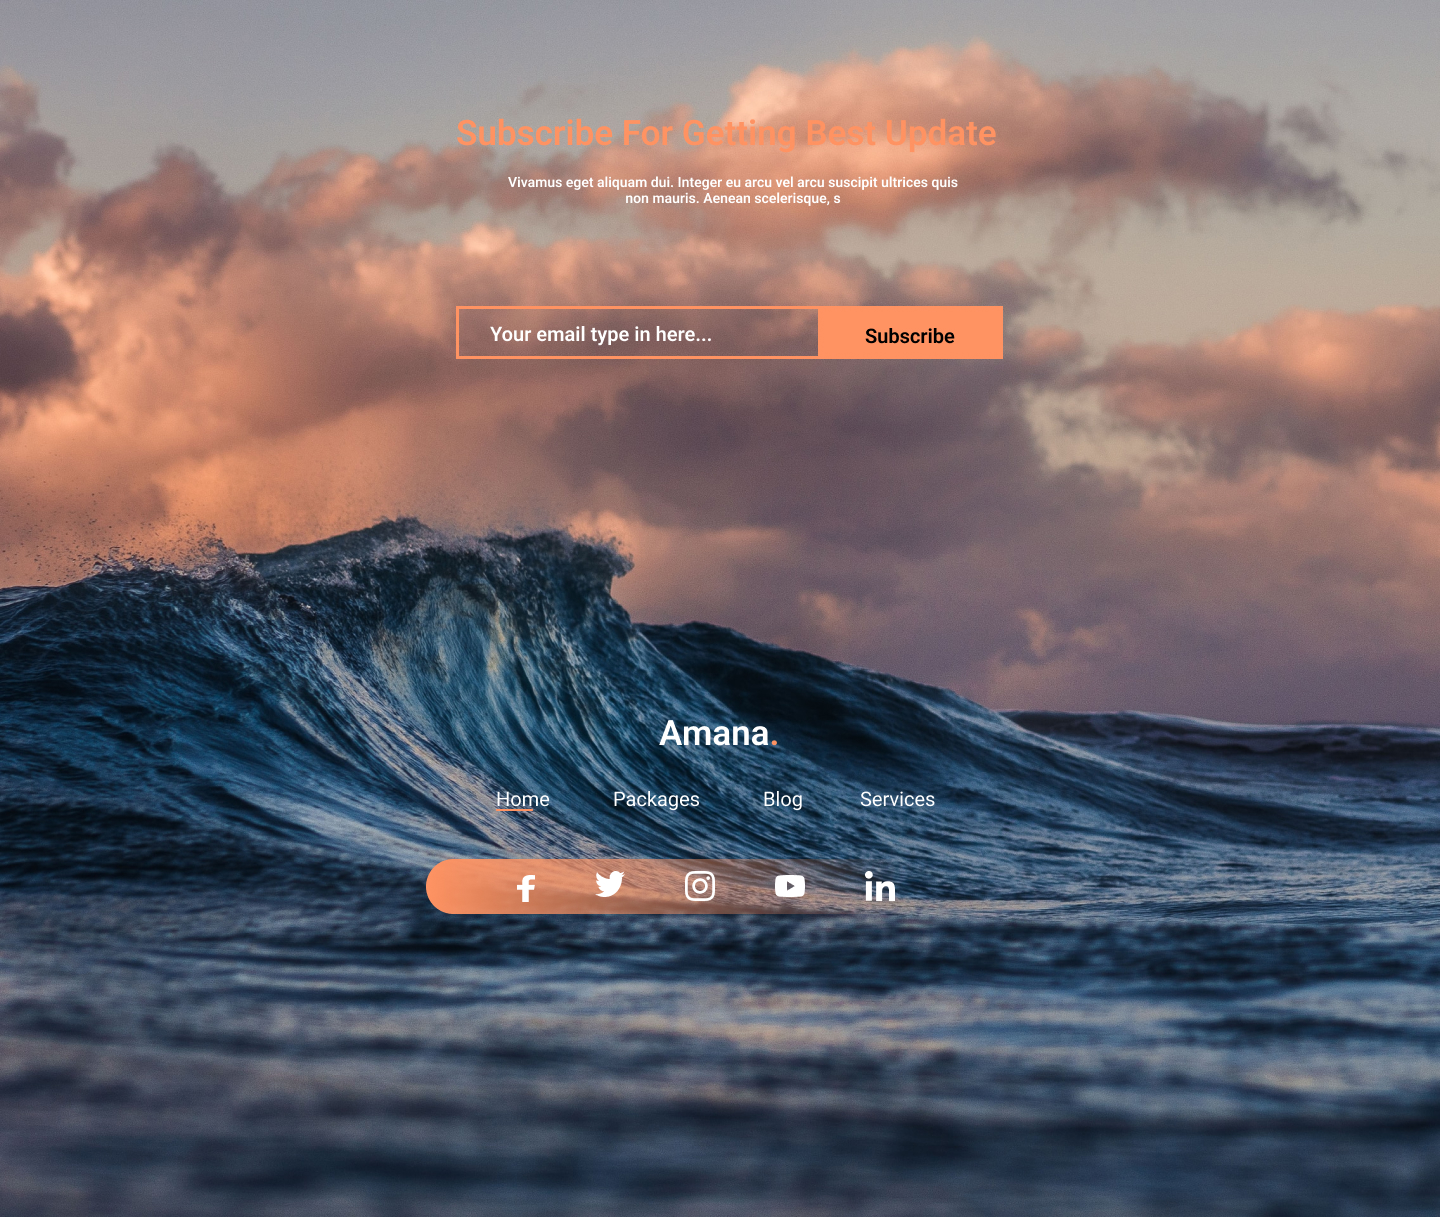 Subscribe For Getting Best Update
Vivamus eget aliquam dui. Integer eu arcu vel arcu suscipit ultrices quis
non mauris. Aenean scelerisque, s
Your email type in here...
Subscribe
Amana.
Home Packages Blog Services